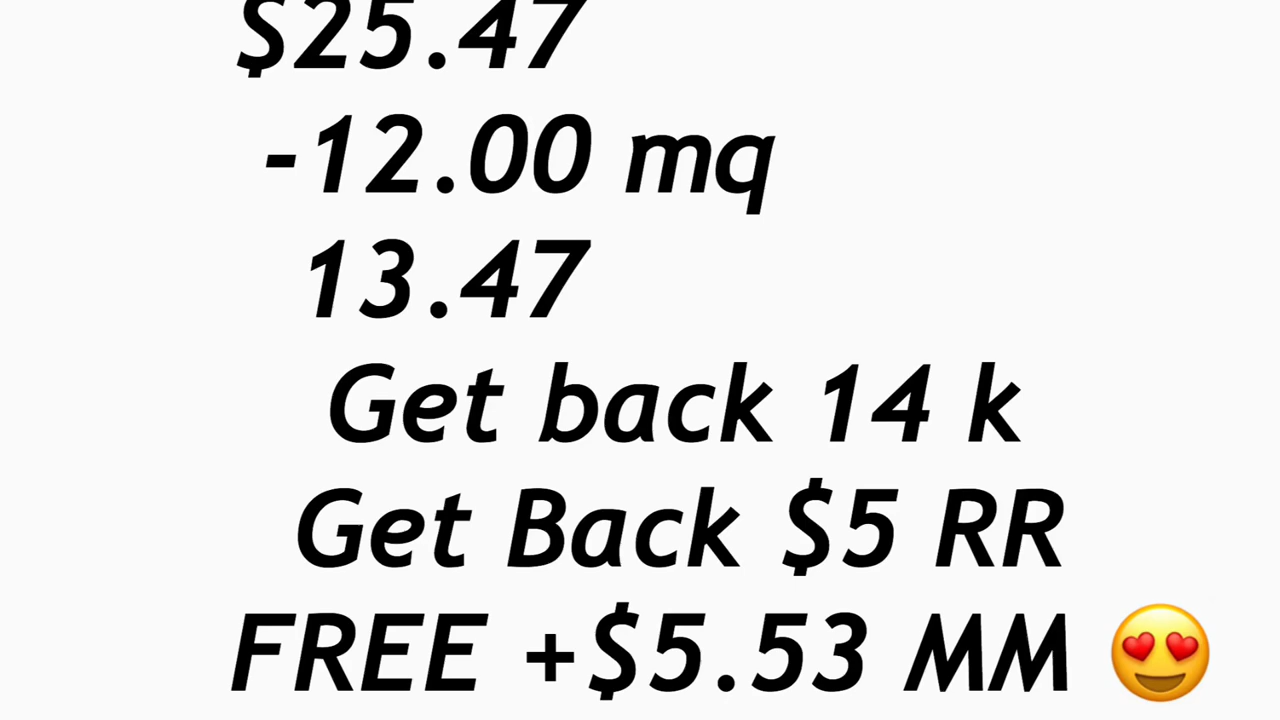 $25.47
-12.00 mq
13.47
Get back 14 k
Get Back $5 RR
FREE +$5.53 MM 😍